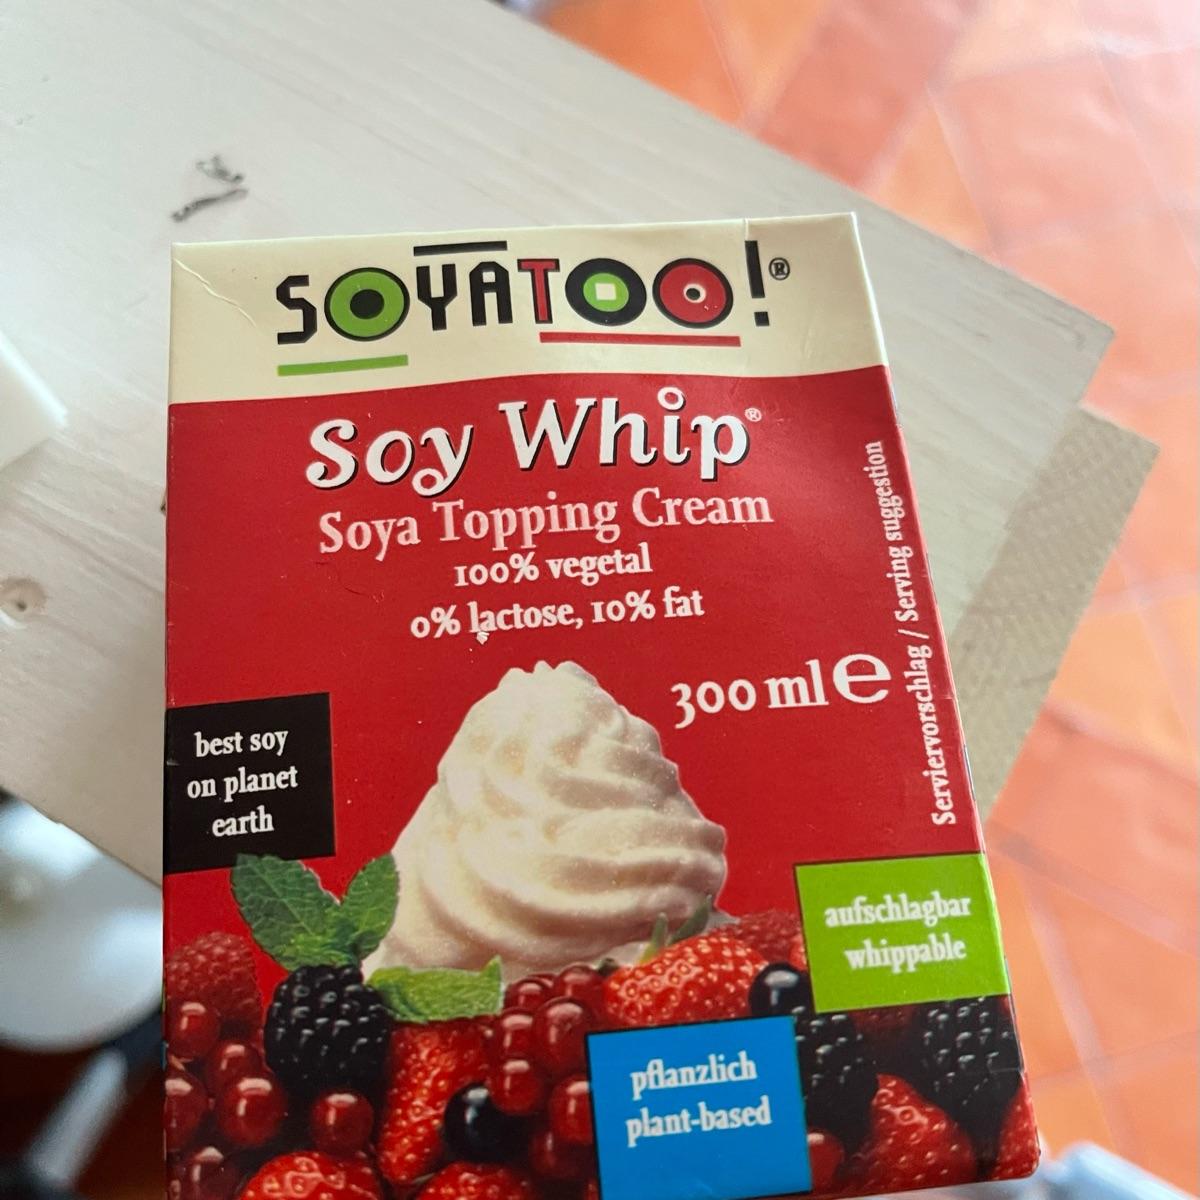 SOYATOO!®
Soy Whip®
Soya Topping Cream
100% vegetal
0% lactose, 10% fat
300 ml e
Serviervorschlag / Serving suggestion
best soy
on planet
earth
aufschlagbar
whippable
pflanzlich
plant-based